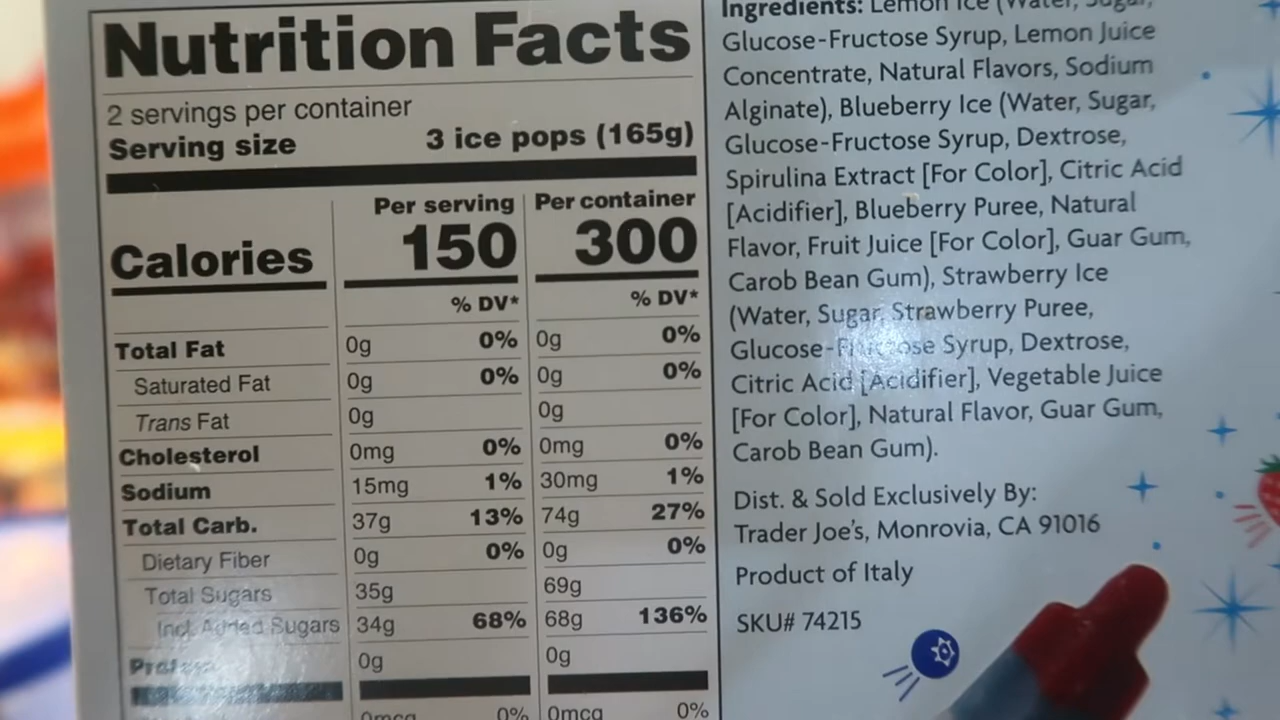 Nutrition Facts
2 servings per container
Serving size 3 ice pops (165g)
Per serving Per container
Calories 150 300
% DV* % DV*
Total Fat 0g 0% 0g 0%
Saturated Fat 0g 0% 0g 0%
Trans Fat 0g 0g
Cholesterol 0mg 0% 0mg 0%
Sodium 15mg 1% 30mg 1%
Total Carb. 37g 13% 74g 27%
Dietary Fiber 0g 0% 0g 0%
Total Sugars 35g 69g
Incl. Added Sugars 34g 68% 68g 136%
Protein 0g 0g
0mcg 0% 0mcg 0%
Ingredients: Lemon Ice (Water, Sugar,
Glucose-Fructose Syrup, Lemon Juice
Concentrate, Natural Flavors, Sodium
Alginate), Blueberry Ice (Water, Sugar,
Glucose-Fructose Syrup, Dextrose,
Spirulina Extract [For Color], Citric Acid
[Acidifier], Blueberry Puree, Natural
Flavor, Fruit Juice [For Color], Guar Gum,
Carob Bean Gum), Strawberry Ice
(Water, Sugar, Strawberry Puree,
Glucose-Fructose Syrup, Dextrose,
Citric Acid [Acidifier], Vegetable Juice
[For Color], Natural Flavor, Guar Gum,
Carob Bean Gum).
Dist. & Sold Exclusively By:
Trader Joe's, Monrovia, CA 91016
Product of Italy
SKU# 74215